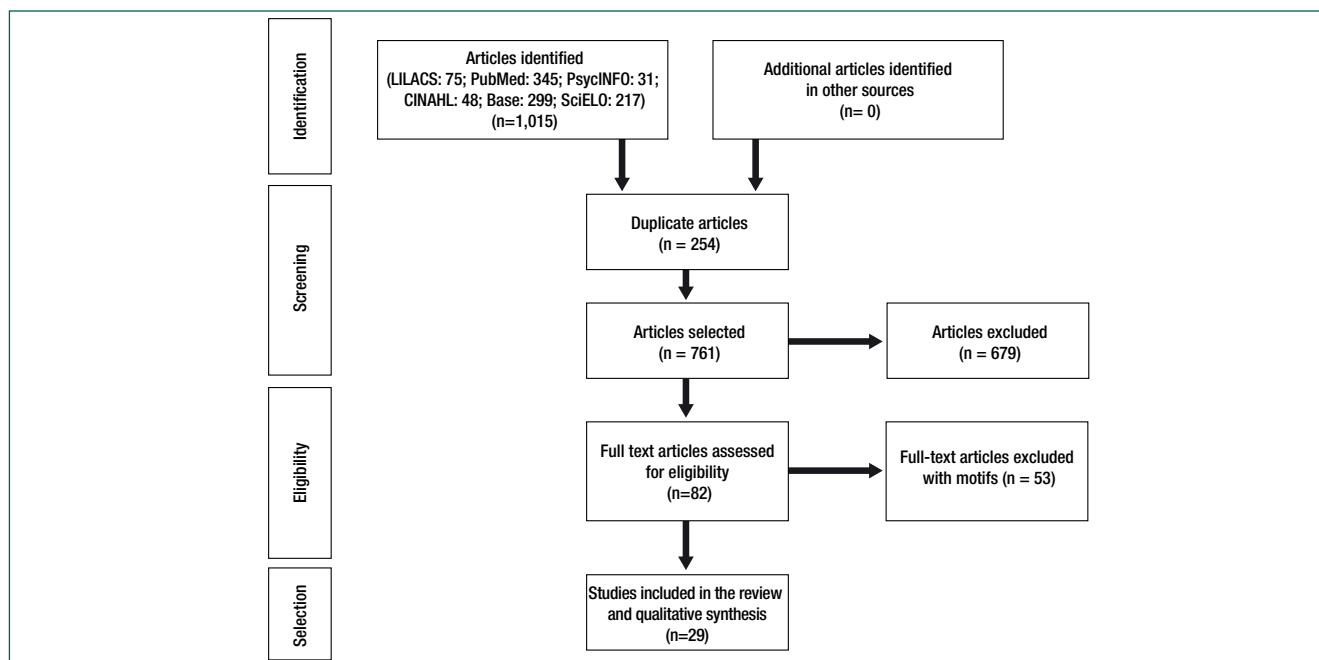 Identification
Articles identified
(LILACS: 75; PubMed: 345; PsycINFO: 31;
CINAHL: 48; Base: 299; SciELO: 217)
(n=1,015)
Additional articles identified
in other sources
(n= 0)
Screening
Duplicate articles
(n = 254)
Articles selected
(n = 761)
Articles excluded
(n = 679)
Eligibility
Full text articles assessed
for eligibility
(n=82)
Full-text articles excluded
with motifs (n = 53)
Selection
Studies included in the review
and qualitative synthesis
(n=29)